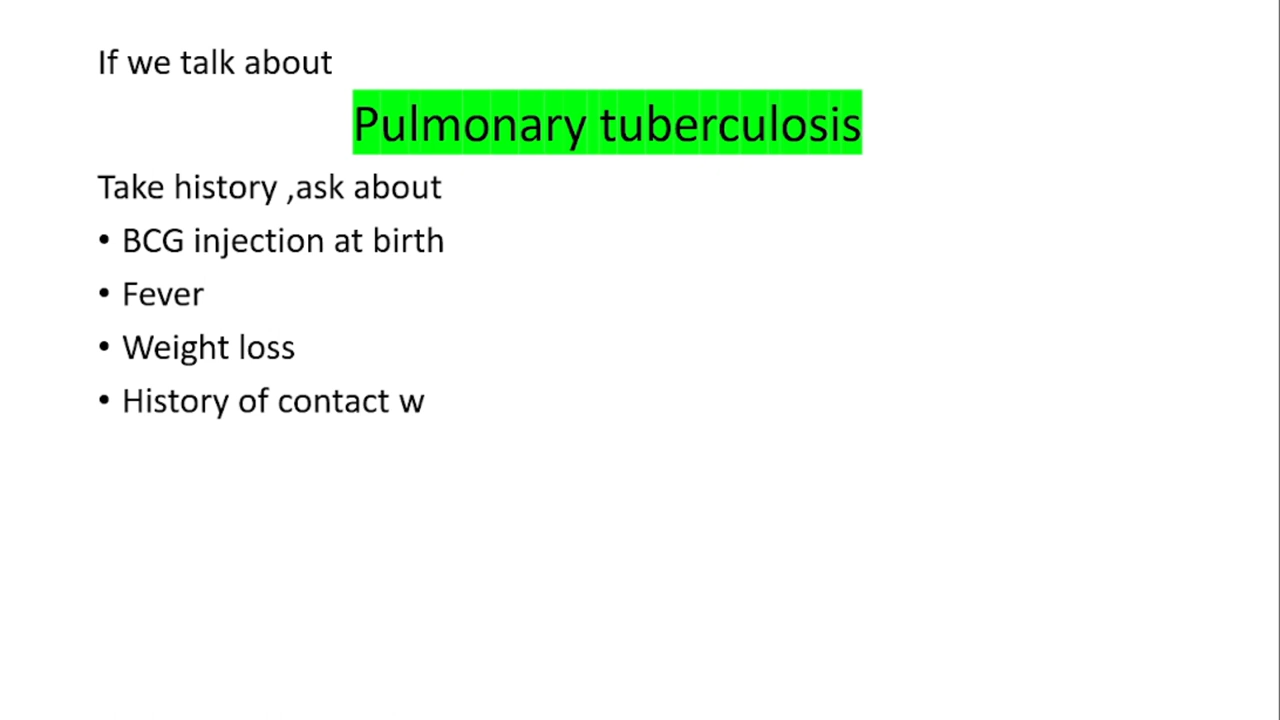 If we talk about
Pulmonary tuberculosis
Take history ,ask about
• BCG injection at birth
• Fever
• Weight loss
• History of contact w